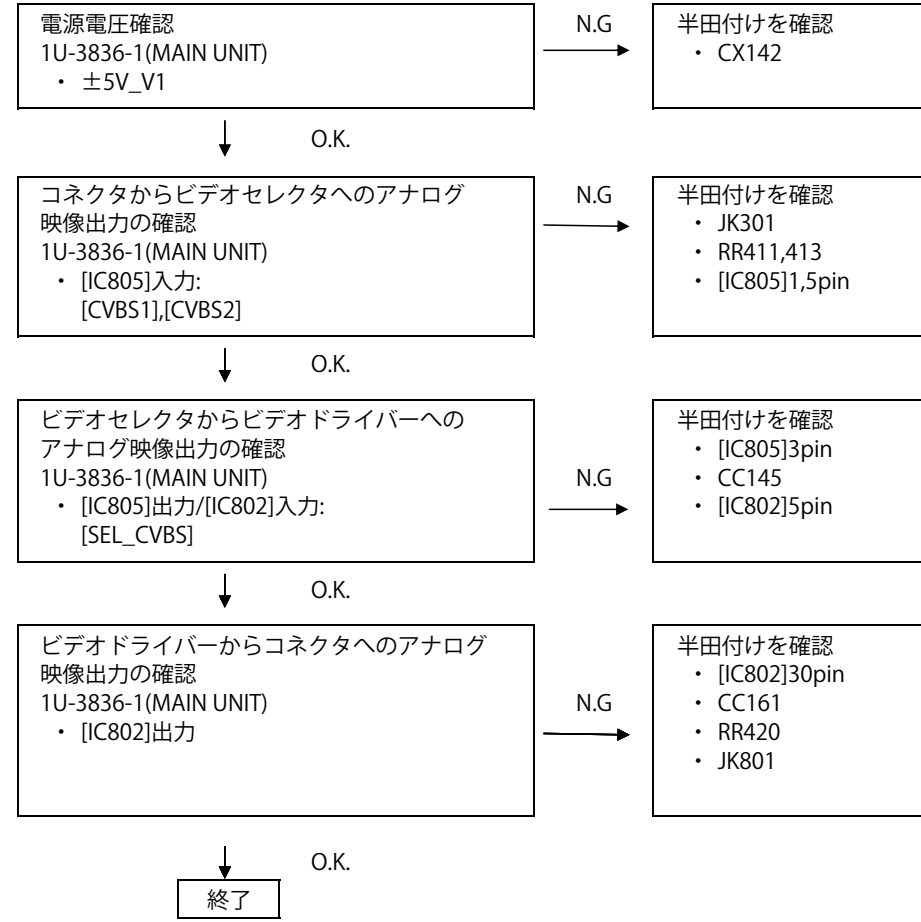 電源電圧確認
1U-3836-1(MAIN UNIT)
・ ±5V_V1
N.G
半田付けを確認
・ CX142
O.K.
コネクタからビデオセレクタへのアナログ
映像出力の確認
1U-3836-1(MAIN UNIT)
・ [IC805]入力:
[CVBS1],[CVBS2]
N.G
半田付けを確認
・ JK301
・ RR411,413
・ [IC805]1,5pin
O.K.
ビデオセレクタからビデオドライバーへの
アナログ映像出力の確認
1U-3836-1(MAIN UNIT)
・ [IC805]出力/[IC802]入力:
[SEL_CVBS]
N.G
半田付けを確認
・ [IC805]3pin
・ CC145
・ [IC802]5pin
O.K.
ビデオドライバーからコネクタへのアナログ
映像出力の確認
1U-3836-1(MAIN UNIT)
・ [IC802]出力
N.G
半田付けを確認
・ [IC802]30pin
・ CC161
・ RR420
・ JK801
O.K.
終了